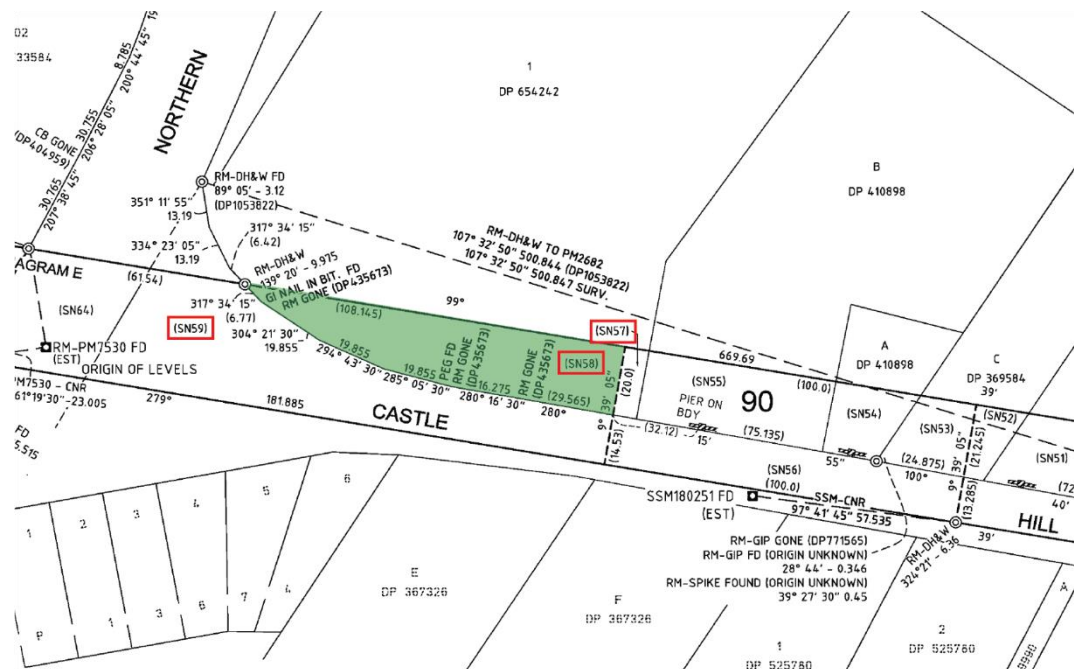 02
33584
8.785
200° 44' 45"
30.755
206° 28' 05"
30.765
207° 38' 45"
CB GONE
(DP404959)
NORTHERN
1
DP 654242
B
DP 410898
RM-DH&W FD
89° 05' - 3.12
(DP1053822)
351° 11' 55"
13.19
317° 34' 15"
(6.42)
334° 23' 05"
13.19
RM-DH&W TO PM2682
107° 32' 50" 500.844 (DP1053822)
107° 32' 50" 500.847 SURV.
AGRAM E
(61.54)
RM-DH&W
139° 20' - 9.975
GI NAIL IN BIT. FD
RM GONE (DP435673)
(SN64)
(SN59)
317° 34' 15"
(6.77)
304° 21' 30"
19.855
(108.145)
99°
(SN57)
(SN58)
669.69
A
DP 410898
C
DP 369584
39'
RM-PM7530 FD
(EST)
ORIGIN OF LEVELS
19.855
294° 43' 30"
19.855
285° 05' 30"
PEG FD
RM GONE
(DP435673)
16.275
280° 16' 30"
RM GONE
(DP435673)
(29.565)
280°
9° 39' 05"
(20.0)
(14.53)
(SN55)
PIER ON
BDY
90
(100.0)
(SN54)
(SN53)
(SN52)
(SN51)
(32.12)
15'
(75.135)
55"
(24.875)
100°
9° 39' 05"
(21.245)
(13.285)
(72
40'
M7530 - CNR
61° 19' 30" -23.005
279°
181.885
CASTLE
FD
5.515
(SN56)
(100.0)
SSM180251 FD
(EST)
SSM-CNR
97° 41' 45" 57.535
HILL
39'
RM-DH&W
324°21' - 6.36
RM-GIP GONE (DP771565)
RM-GIP FD (ORIGIN UNKNOWN)
28° 44' - 0.346
RM-SPIKE FOUND (ORIGIN UNKNOWN)
39° 27' 30" 0.45
1
2
3
4
5
6
P
1
3
6
7
4
E
DP 367326
F
DP 367326
1
DP 525780
2
DP 525780
A
9990